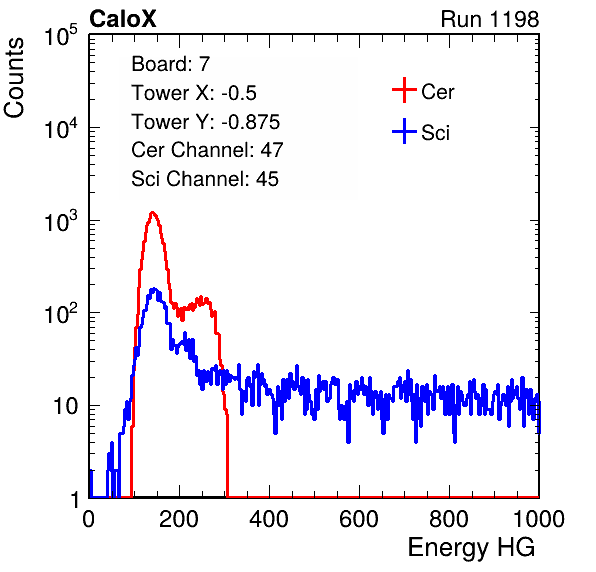 CaloX Run 1198
Counts
Board: 7
Tower X: -0.5
Tower Y: -0.875
Cer Channel: 47
Sci Channel: 45
Cer
Sci
10^5
10^4
10^3
10^2
10
1
0 200 400 600 800 1000
Energy HG